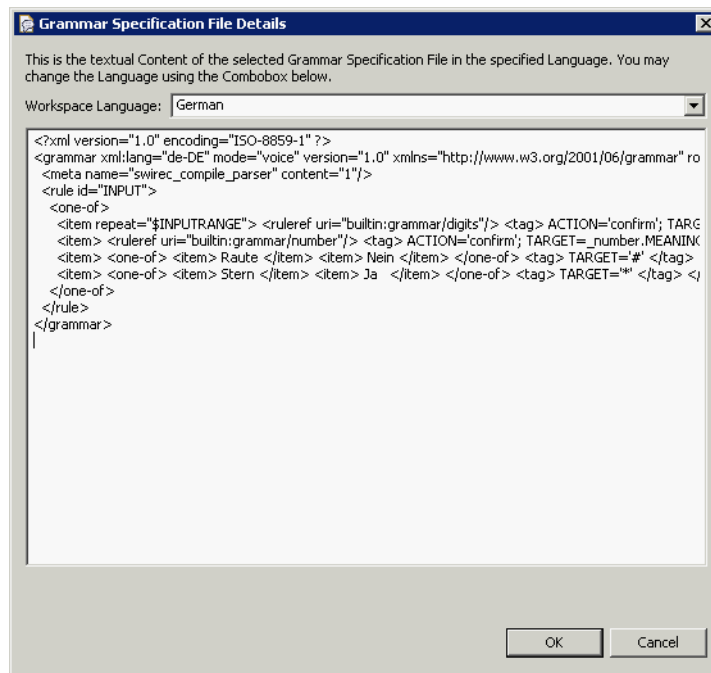 Grammar Specification File Details
This is the textual Content of the selected Grammar Specification File in the specified Language. You may
change the Language using the Combobox below.
Workspace Language: German
<?xml version="1.0" encoding="ISO-8859-1" ?>
<grammar xml:lang="de-DE" mode="voice" version="1.0" xmlns="http://www.w3.org/2001/06/grammar" ro
<meta name="swirec_compile_parser" content="1"/>
<rule id="INPUT">
<one-of>
<item repeat="$INPUTRANGE"> <ruleref uri="builtin:grammar/digits"/> <tag> ACTION='confirm'; TARG
<item> <ruleref uri="builtin:grammar/number"/> <tag> ACTION='confirm'; TARGET=_number.MEANING
<item> <one-of> <item> Raute </item> <item> Nein </item> </one-of> <tag> TARGET='#' </tag>
<item> <one-of> <item> Stern </item> <item> Ja </item> </one-of> <tag> TARGET='*' </tag> </
</one-of>
</rule>
</grammar>
OK Cancel